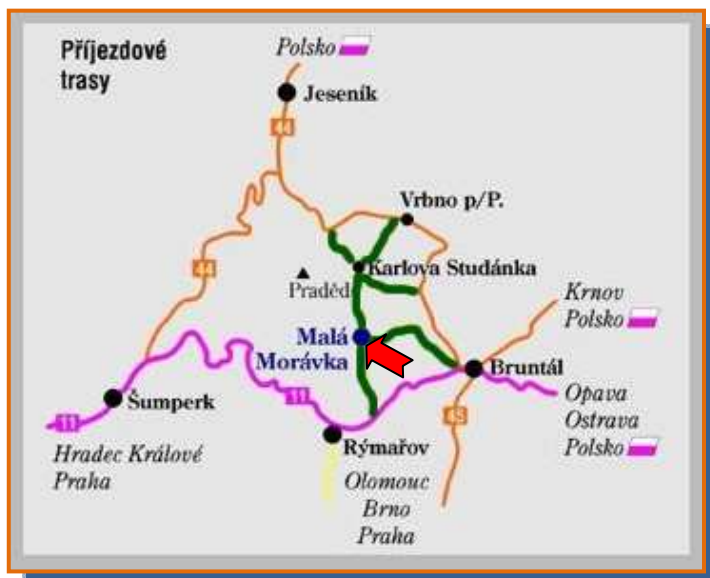 Příjezdové
trasy
Polsko
Jeseník
44
Vrbno p/P.
44
Karlova Studánka
Praděd
Krnov
Polsko
Malá
Morávka
Bruntál
Šumperk
11
11
45
Opava
Ostrava
Polsko
Hradec Králové
Praha
Rýmařov
Olomouc
Brno
Praha